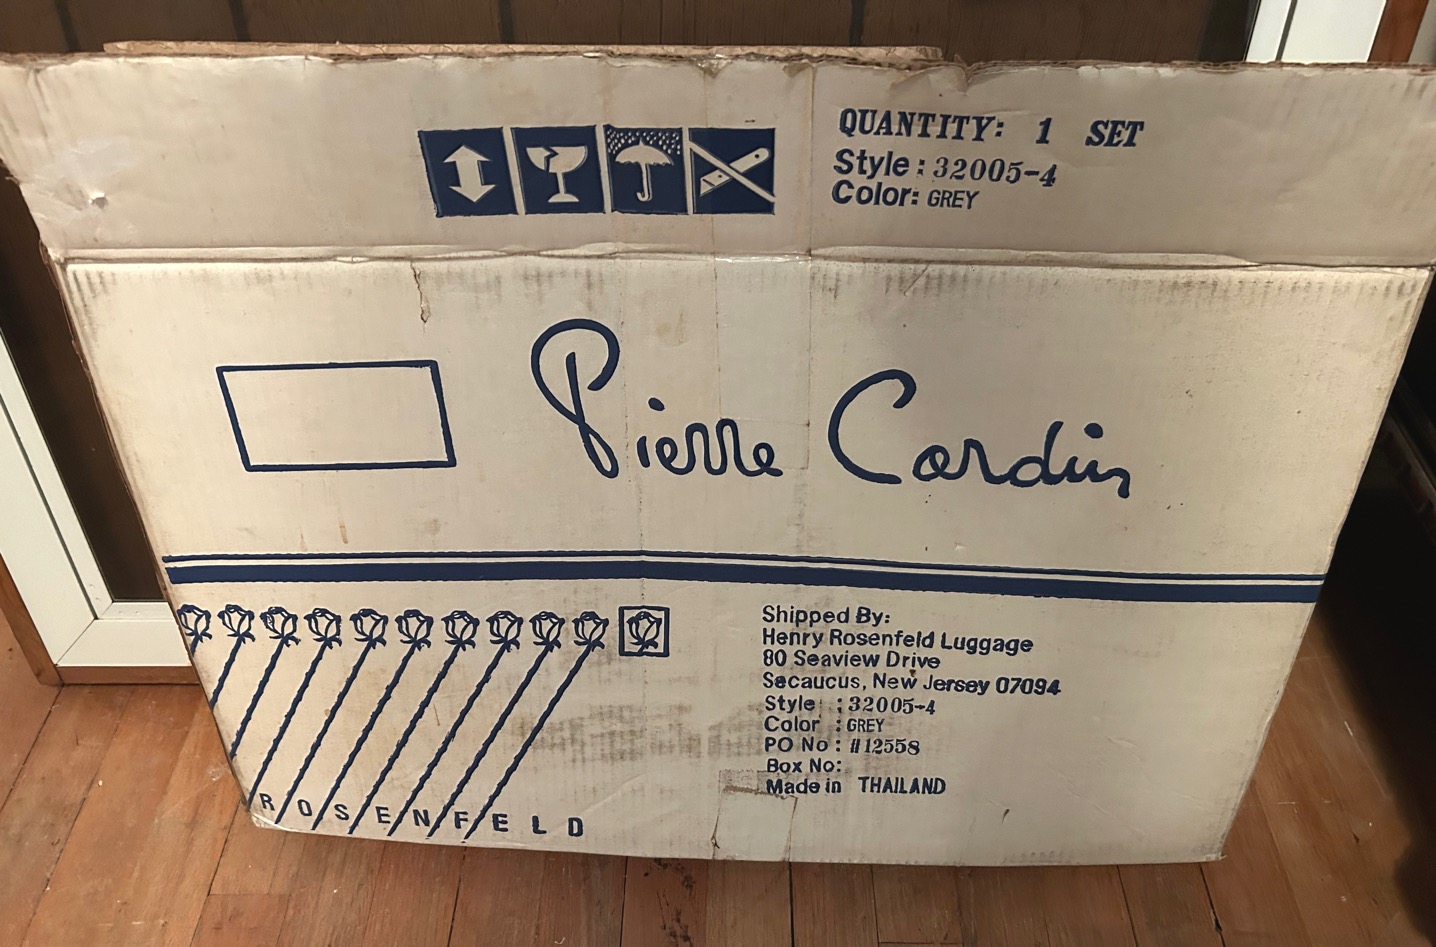 QUANTITY: 1 SET
Style: 32005-4
Color: GREY
Pierre Cardin
Shipped By:
Henry Rosenfeld Luggage
80 Seaview Drive
Secaucus, New Jersey 07094
Style : 32005-4
Color : GREY
PO No : #12558
Box No:
Made in THAILAND
ROSENFELD